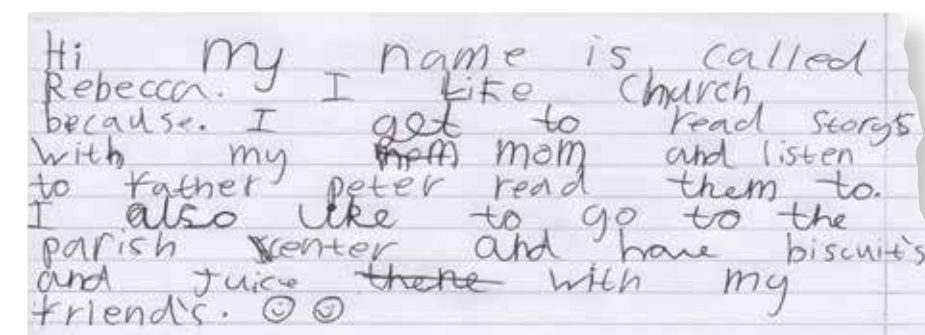 Hi my name is called
Rebecca. I Like Church
because. I get to read storys
with my mom and listen
to Father peter read them to.
I also like to go to the
parish center and have biscuit's
and Juice there with my
friend's. ☺ ☺